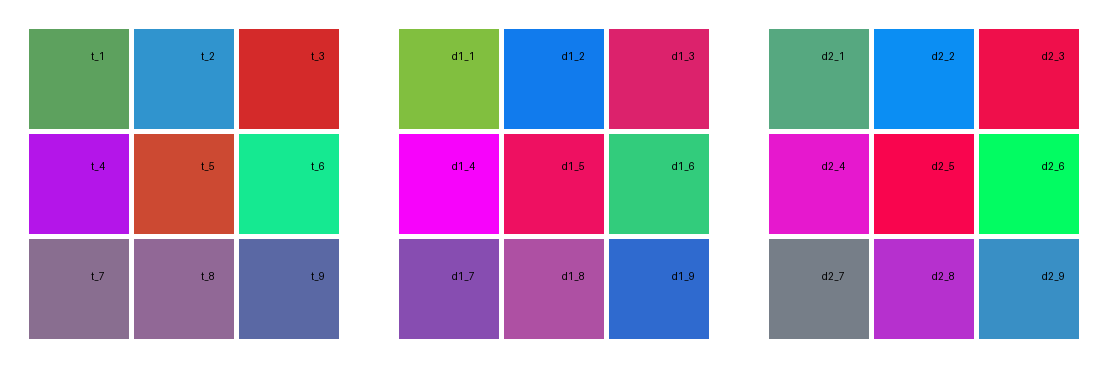 t_1 t_2 t_3 d1_1 d1_2 d1_3 d2_1 d2_2 d2_3
t_4 t_5 t_6 d1_4 d1_5 d1_6 d2_4 d2_5 d2_6
t_7 t_8 t_9 d1_7 d1_8 d1_9 d2_7 d2_8 d2_9